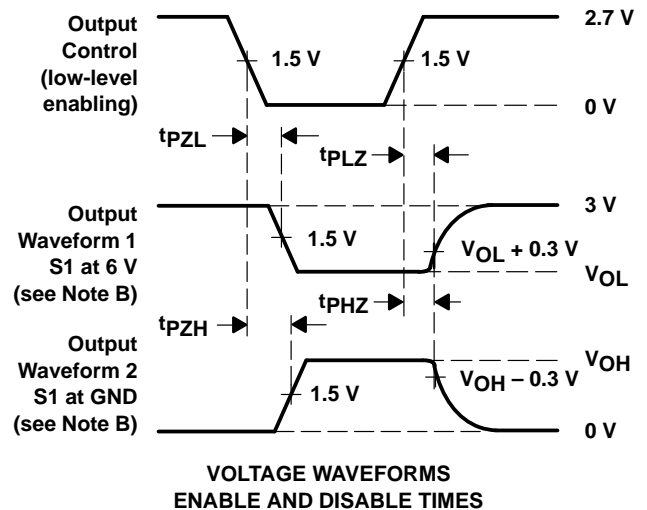 Output
Control
(low-level
enabling)
1.5 V
1.5 V
2.7 V
0 V
tPZL
tPLZ
Output
Waveform 1
S1 at 6 V
(see Note B)
1.5 V
3 V
VOL + 0.3 V
VOL
tPZH
tPHZ
Output
Waveform 2
S1 at GND
(see Note B)
1.5 V
VOH
VOH – 0.3 V
0 V
VOLTAGE WAVEFORMS
ENABLE AND DISABLE TIMES